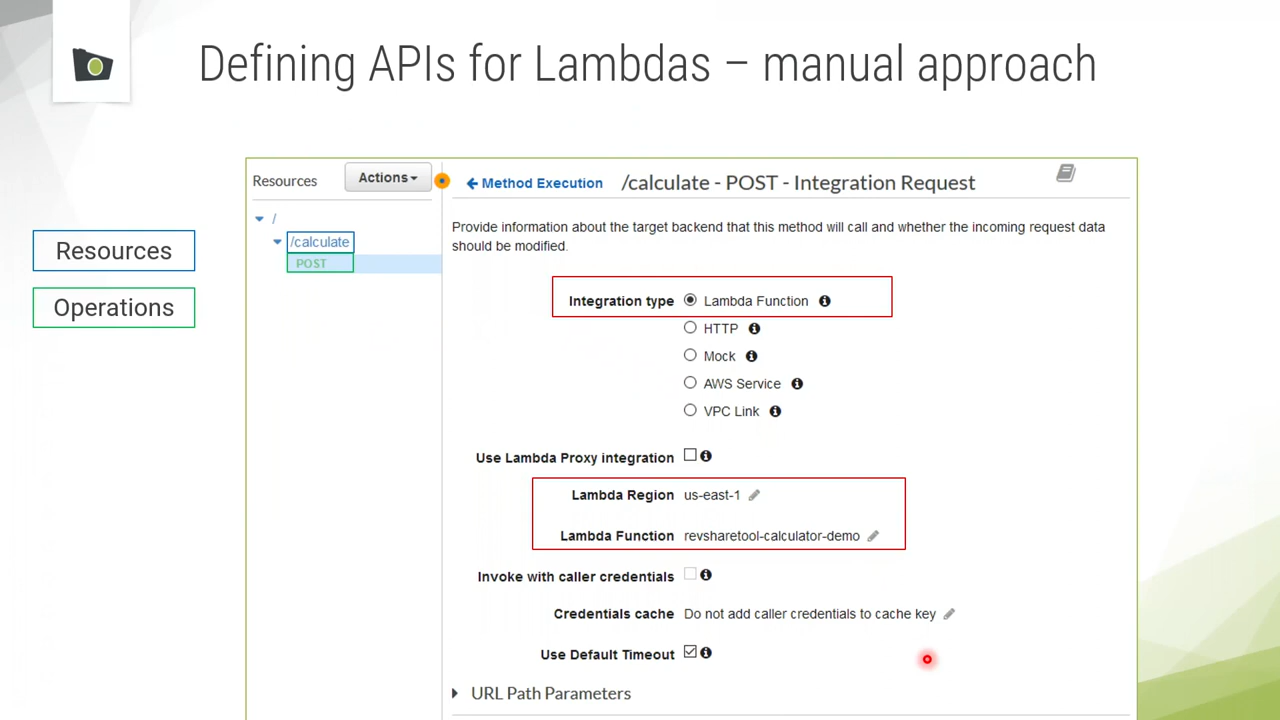 Defining APIs for Lambdas – manual approach
Resources
Operations
Resources
Actions
/
/calculate
POST
Method Execution /calculate - POST - Integration Request
Provide information about the target backend that this method will call and whether the incoming request data
should be modified.
Integration type Lambda Function
HTTP
Mock
AWS Service
VPC Link
Use Lambda Proxy integration
Lambda Region us-east-1
Lambda Function revsharetool-calculator-demo
Invoke with caller credentials
Credentials cache Do not add caller credentials to cache key
Use Default Timeout
URL Path Parameters